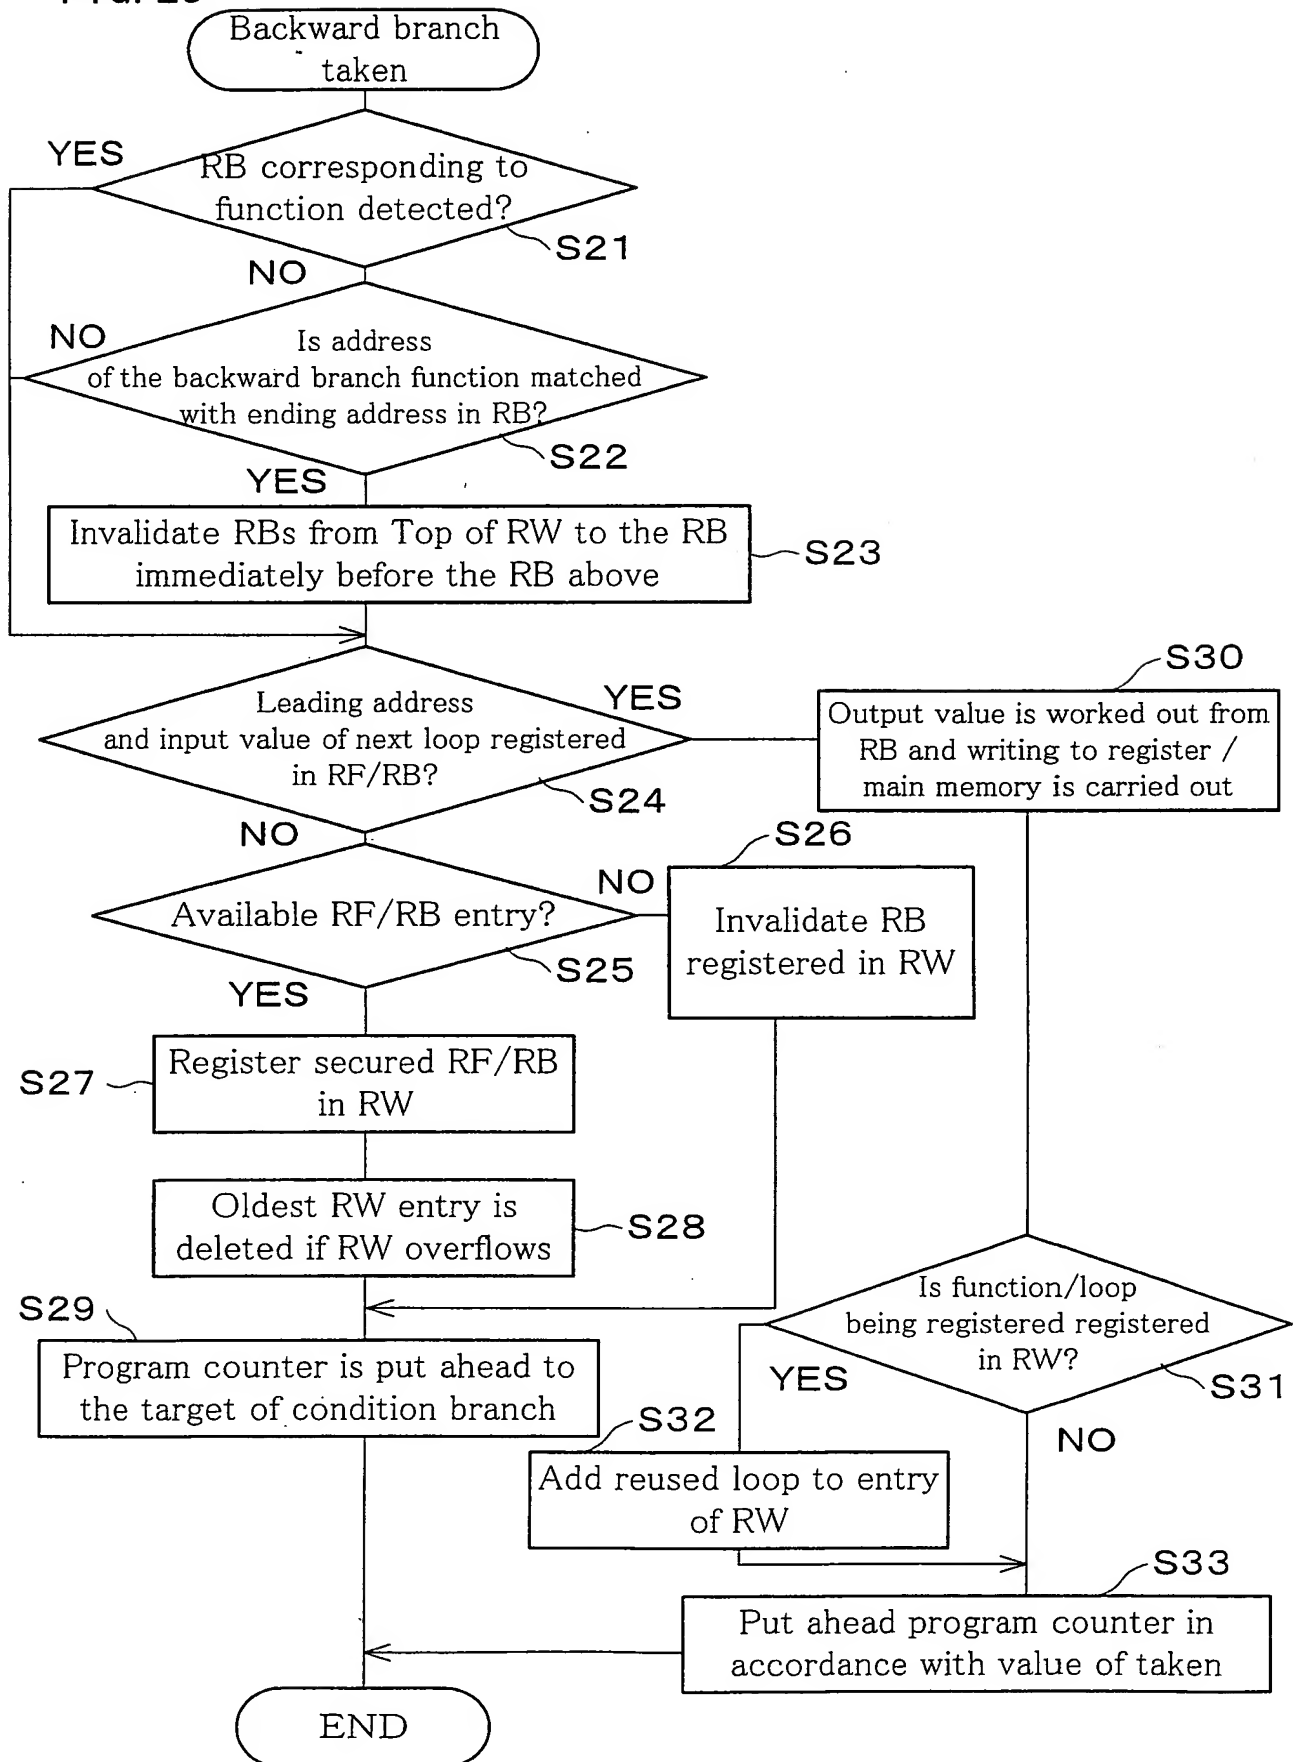 Backward branch
taken
YES
RB corresponding to
function detected?
S21
NO
NO
Is address
of the backward branch function matched
with ending address in RB?
S22
YES
Invalidate RBs from Top of RW to the RB
immediately before the RB above
S23
Leading address
and input value of next loop registered
in RF/RB?
YES
S24
S30
Output value is worked out from
RB and writing to register /
main memory is carried out
NO
Available RF/RB entry?
NO
S25
S26
Invalidate RB
registered in RW
YES
S27
Register secured RF/RB
in RW
Oldest RW entry is
deleted if RW overflows
S28
S29
Program counter is put ahead to
the target of condition branch
Is function/loop
being registered registered
in RW?
YES
S31
NO
S32
Add reused loop to entry
of RW
S33
Put ahead program counter in
accordance with value of taken
END